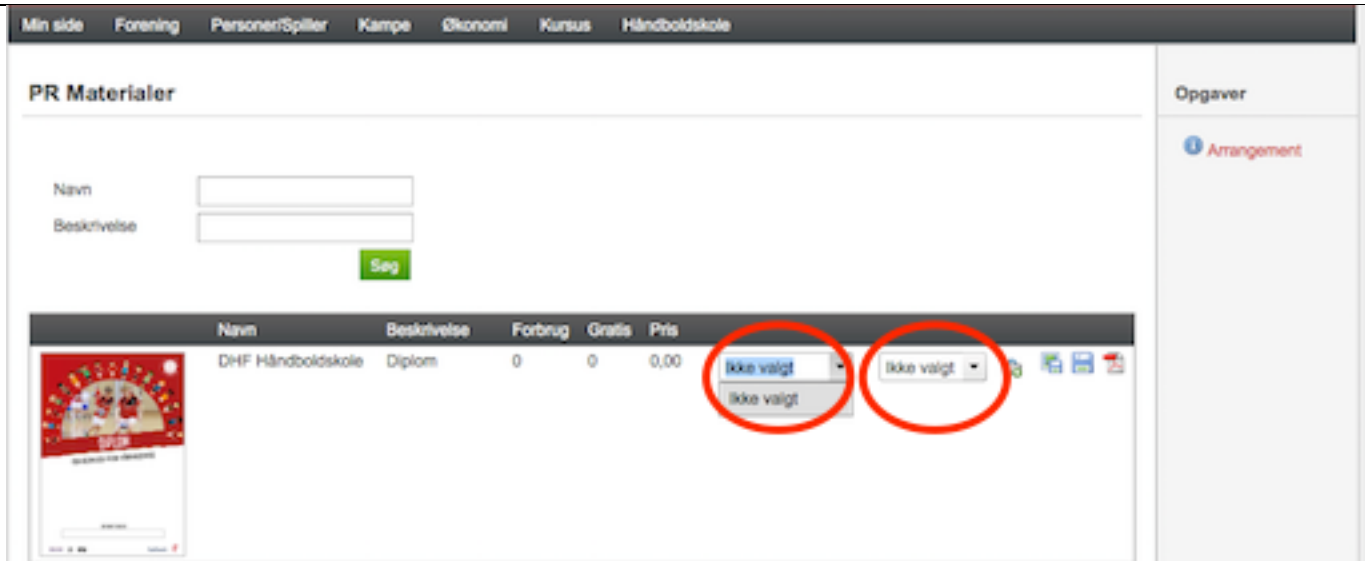 Min side Forening Personer/Spiller Kampe Økonomi Kursus Håndboldskole
PR Materialer
Opgaver
Arrangement
Navn
Beskrivelse
Søg
Navn Beskrivelse Forbrug Gratis Pris
DHF Håndboldskole Diplom 0 0 0,00 Ikke valgt Ikke valgt
Ikke valgt
DIPLOM